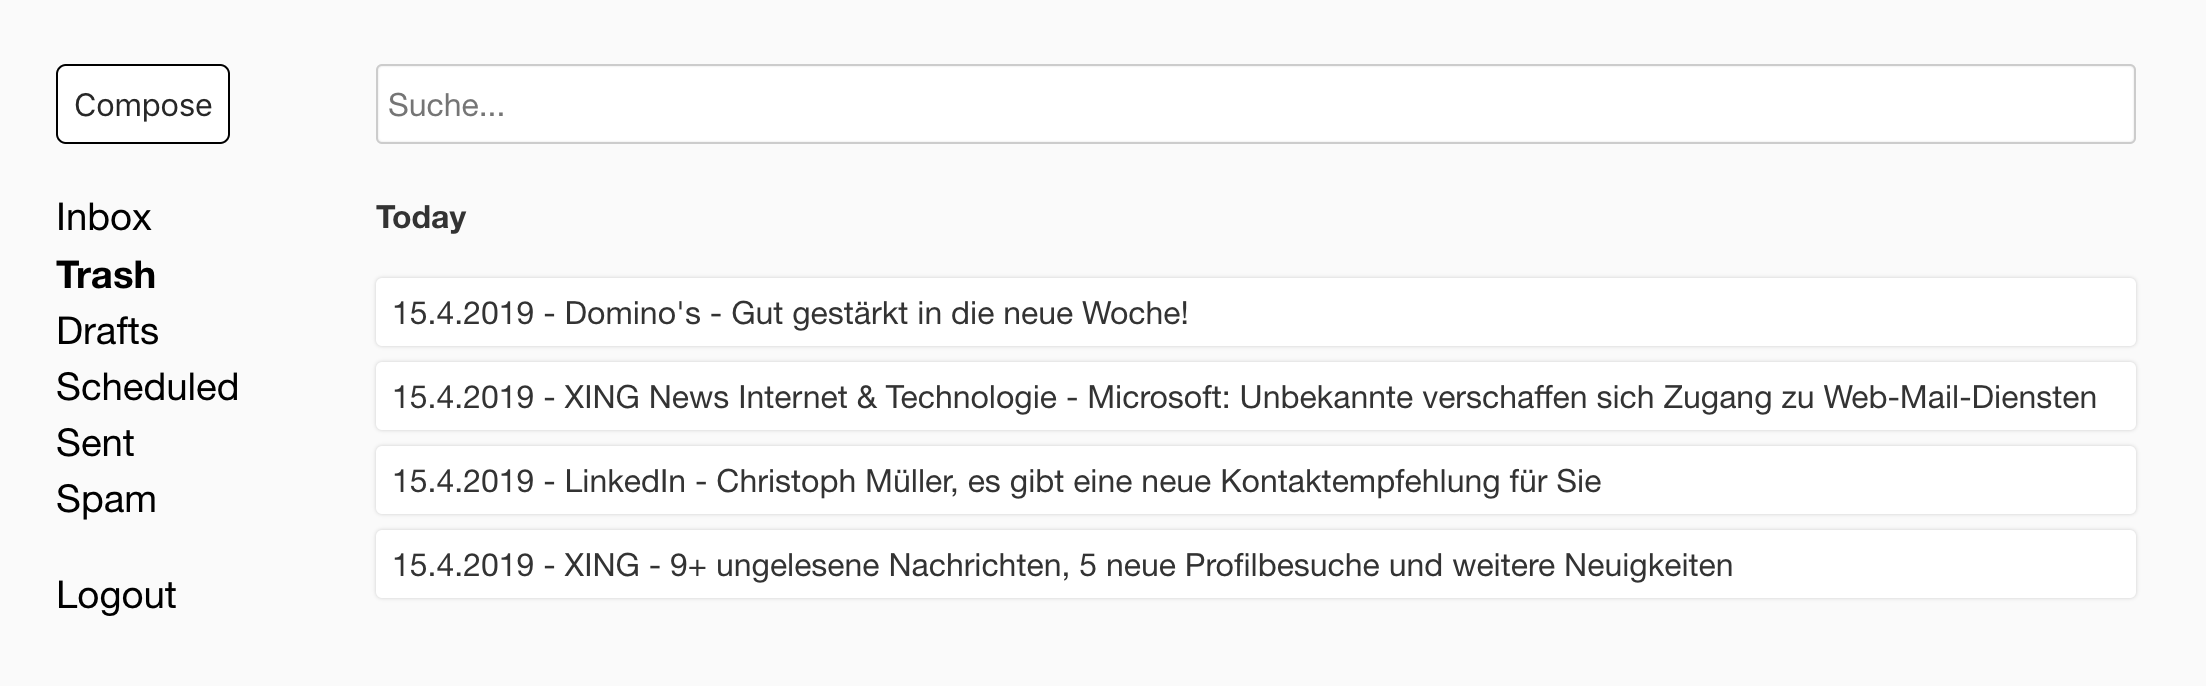 Compose
Suche...
Inbox
Trash
Drafts
Scheduled
Sent
Spam
Logout
Today
15.4.2019 - Domino's - Gut gestärkt in die neue Woche!
15.4.2019 - XING News Internet & Technologie - Microsoft: Unbekannte verschaffen sich Zugang zu Web-Mail-Diensten
15.4.2019 - LinkedIn - Christoph Müller, es gibt eine neue Kontaktempfehlung für Sie
15.4.2019 - XING - 9+ ungelesene Nachrichten, 5 neue Profilbesuche und weitere Neuigkeiten